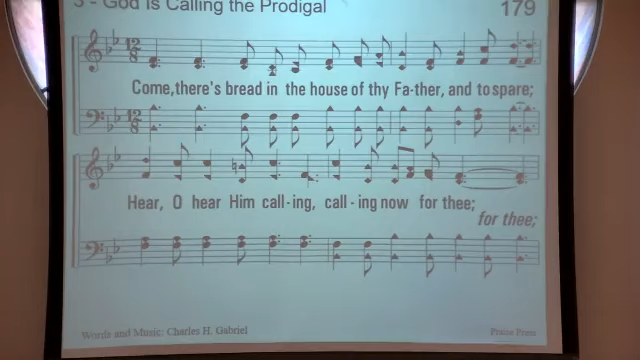 3 - God Is Calling the Prodigal
179
Come, there's bread in the house of thy Fa-ther, and to spare;
Hear, O hear Him call-ing, call-ing now for thee;
for thee;
Words and Music: Charles H. Gabriel
Praise Press